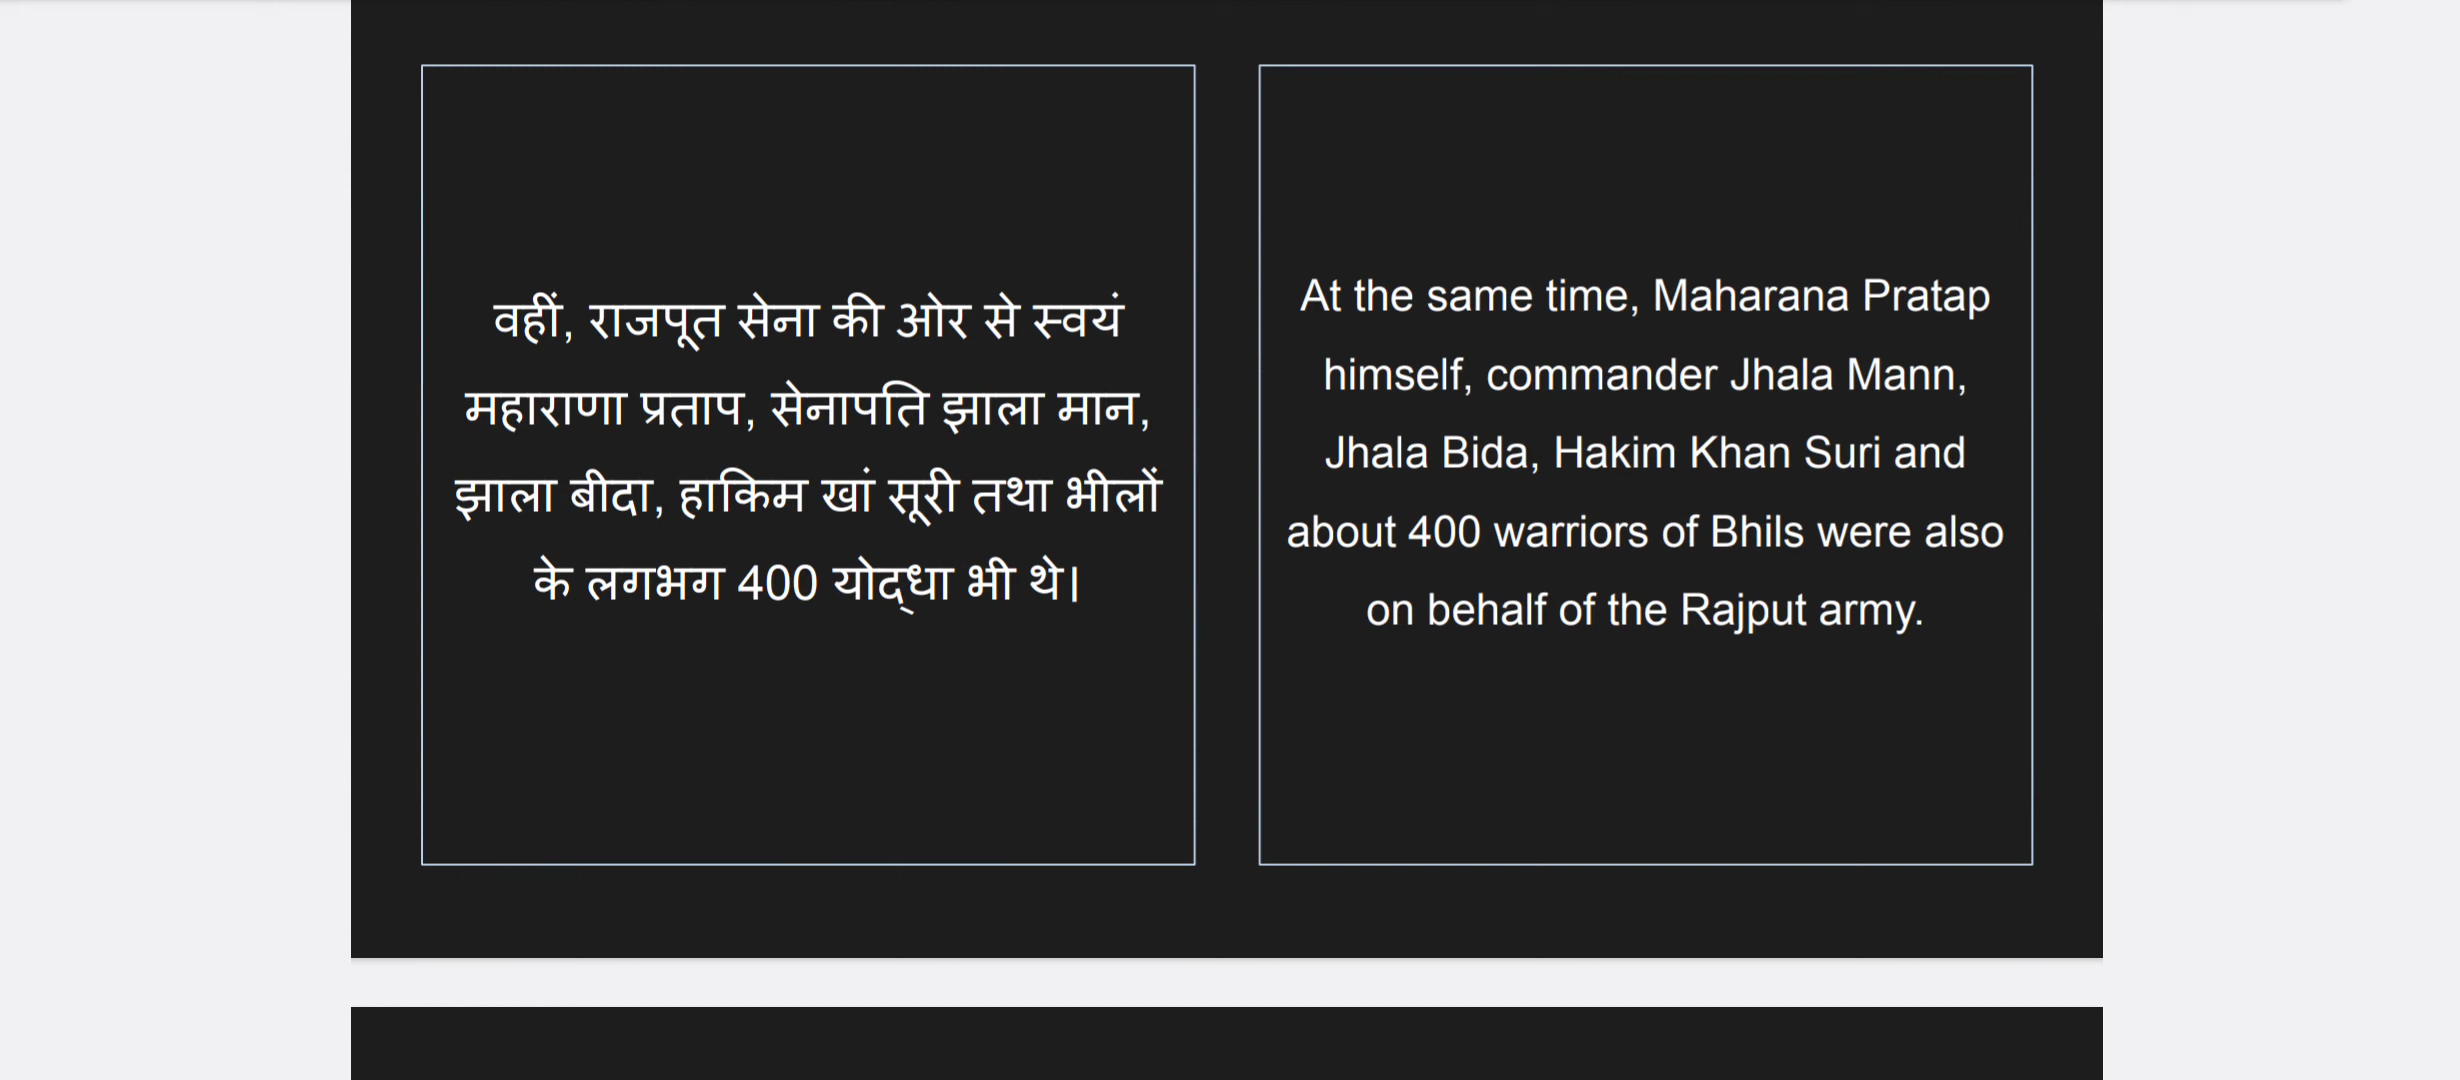 वहीं, राजपूत सेना की ओर से स्वयं
महाराणा प्रताप, सेनापति झाला मान,
झाला बीदा, हाकिम खां सूरी तथा भीलों
के लगभग 400 योद्धा भी थे।
At the same time, Maharana Pratap
himself, commander Jhala Mann,
Jhala Bida, Hakim Khan Suri and
about 400 warriors of Bhils were also
on behalf of the Rajput army.